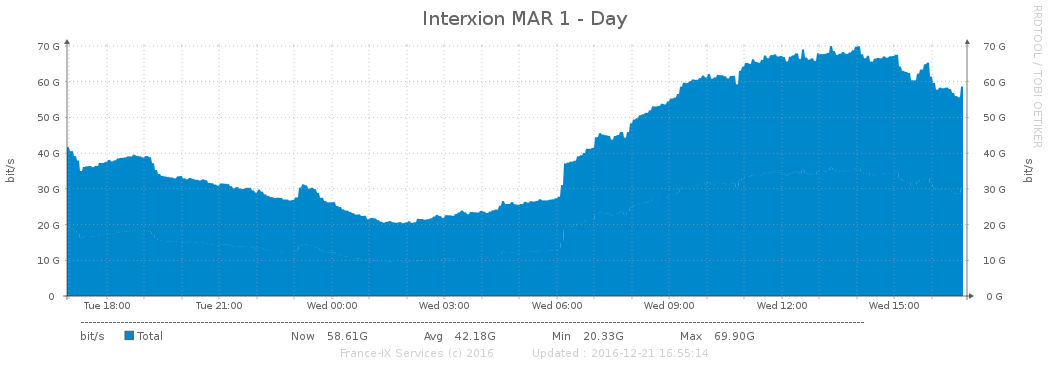 Interxion MAR 1 - Day
RRDTOOL / TOBI OETIKER
bit/s
70 G 70 G
60 G 60 G
50 G 50 G
40 G 40 G
30 G 30 G
20 G 20 G
10 G 10 G
0 0 G
bit/s
Tue 18:00 Tue 21:00 Wed 00:00 Wed 03:00 Wed 06:00 Wed 09:00 Wed 12:00 Wed 15:00
bit/s Total Now 58.61G Avg 42.18G Min 20.33G Max 69.90G
France-IX Services (c) 2016 Updated : 2016-12-21 16:55:14